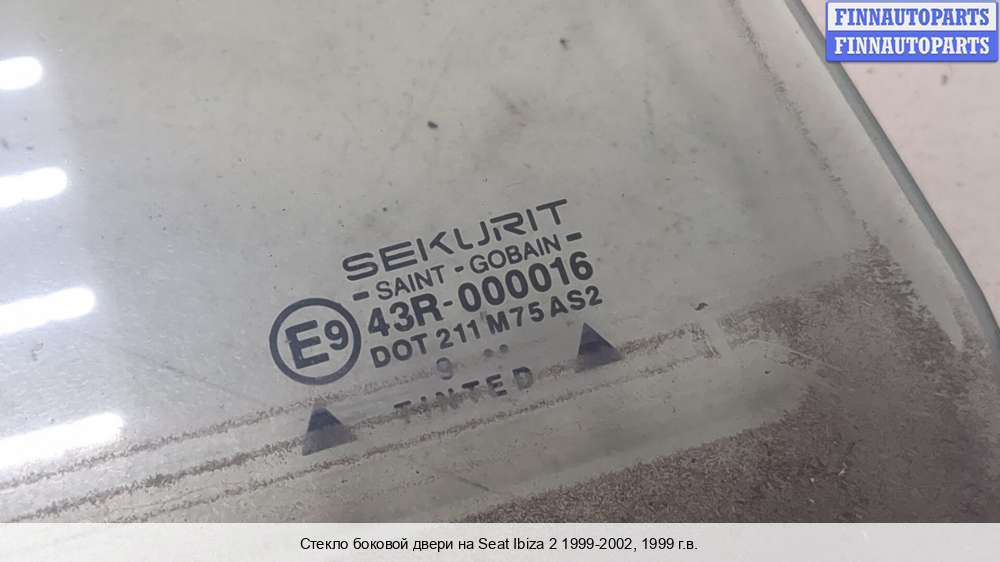 FINNAUTOPARTS
FINNAUTOPARTS
SEKURIT
- SAINT - GOBAIN -
E9 43R-000016
DOT 211 M75 AS2
9 ..
TINTED
Стекло боковой двери на Seat Ibiza 2 1999-2002, 1999 г.в.